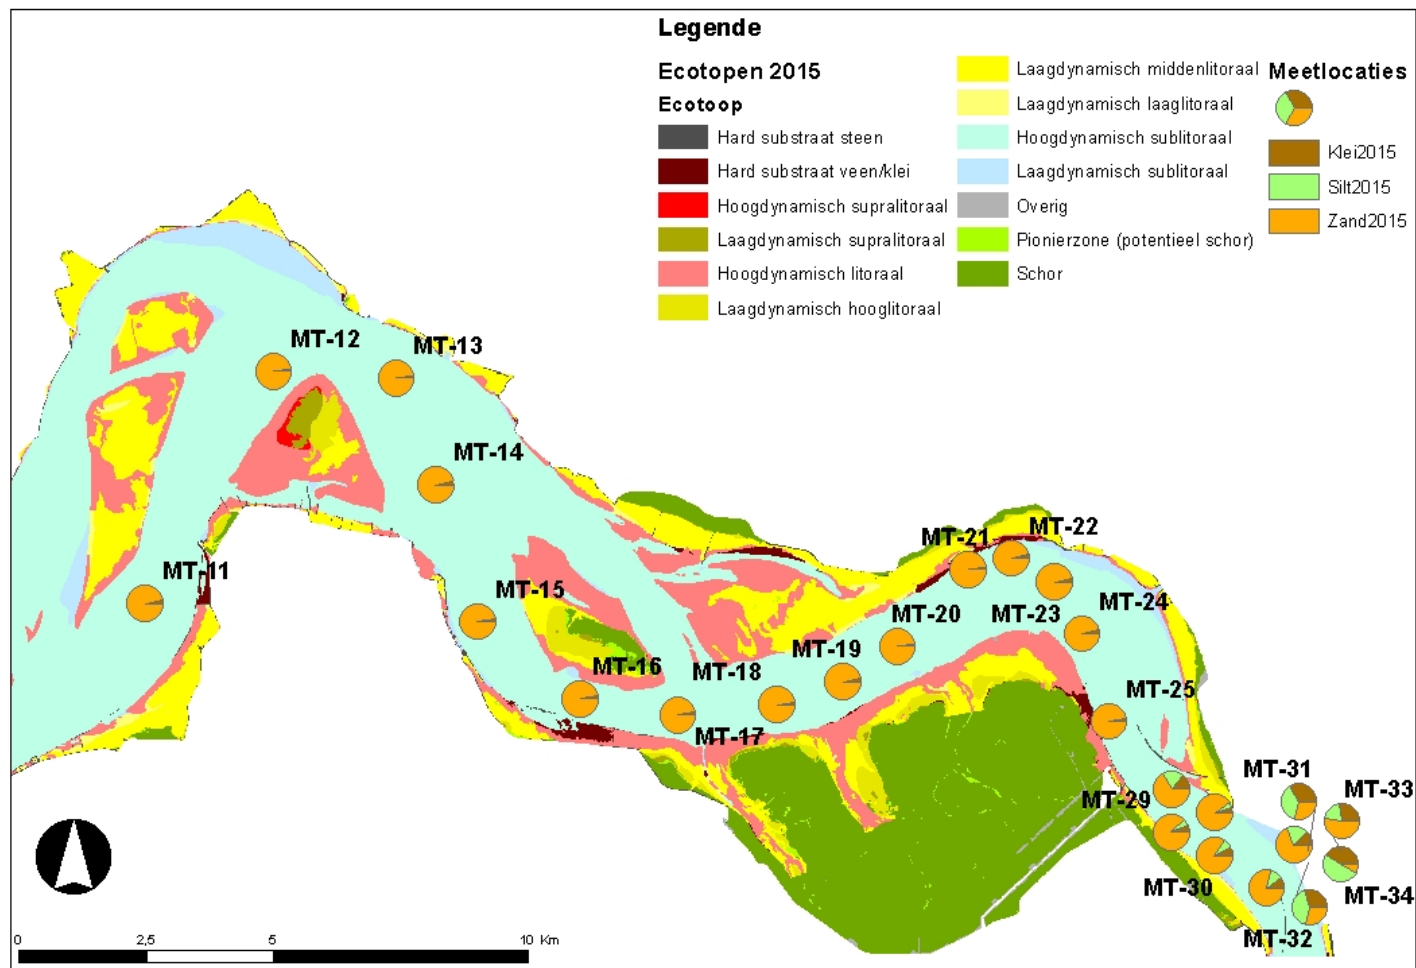 Legende
Ecotopen 2015
Ecotoop
Hard substraat steen
Hard substraat veen/klei
Hoogdynamisch supralitoraal
Laagdynamisch supralitoraal
Hoogdynamisch litoraal
Laagdynamisch hooglitoraal
Laagdynamisch middenlitoraal
Laagdynamisch laaglitoraal
Hoogdynamisch sublitoraal
Laagdynamisch sublitoraal
Overig
Pionierzone (potentieel schor)
Schor
Meetlocaties
Klei2015
Silt2015
Zand2015
MT-12
MT-13
MT-14
MT-11
MT-15
MT-16
MT-17
MT-18
MT-19
MT-20
MT-21
MT-22
MT-23
MT-24
MT-25
MT-29
MT-30
MT-31
MT-32
MT-33
MT-34
0 2,5 5 10 Km